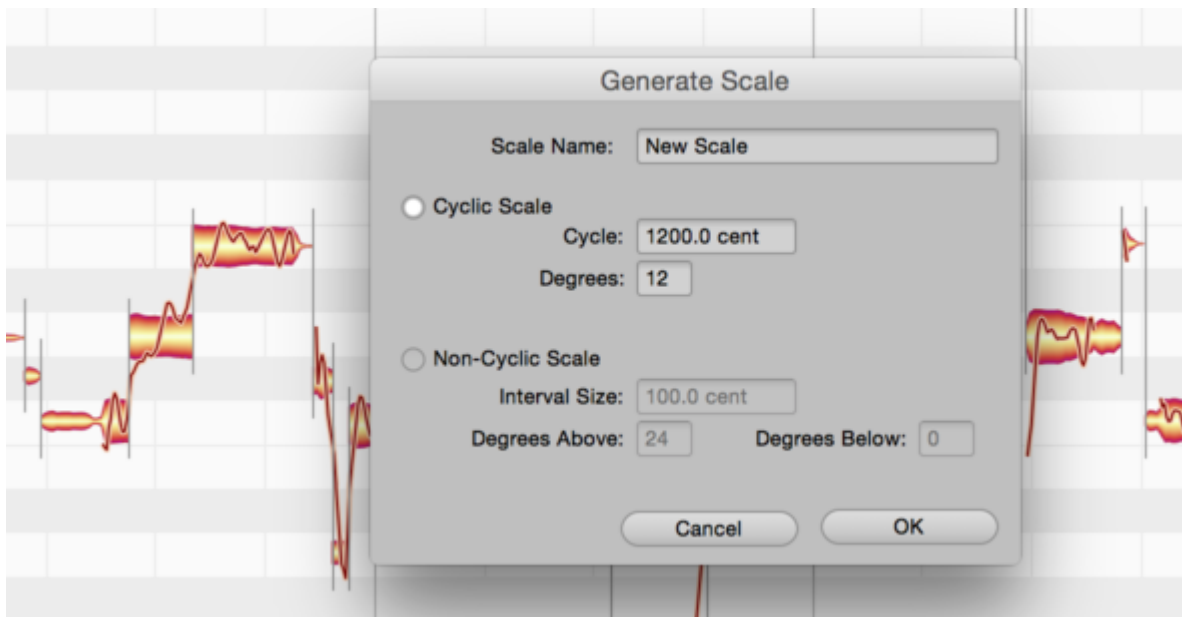 Generate Scale
Scale Name: New Scale
Cyclic Scale
Cycle: 1200.0 cent
Degrees: 12
Non-Cyclic Scale
Interval Size: 100.0 cent
Degrees Above: 24 Degrees Below: 0
Cancel OK